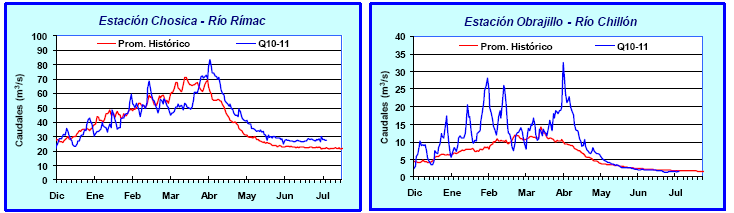 Estación Chosica - Río Rímac
Prom. Histórico
Q10-11
Caudales (m³/s)
100
90
80
70
60
50
40
30
20
10
0
Dic Ene Feb Mar Abr May Jun Jul
Estación Obrajillo - Río Chillón
Prom. Histórico
Q10-11
Caudales (m³/s)
40
35
30
25
20
15
10
5
0
Dic Ene Feb Mar Abr May Jun Jul